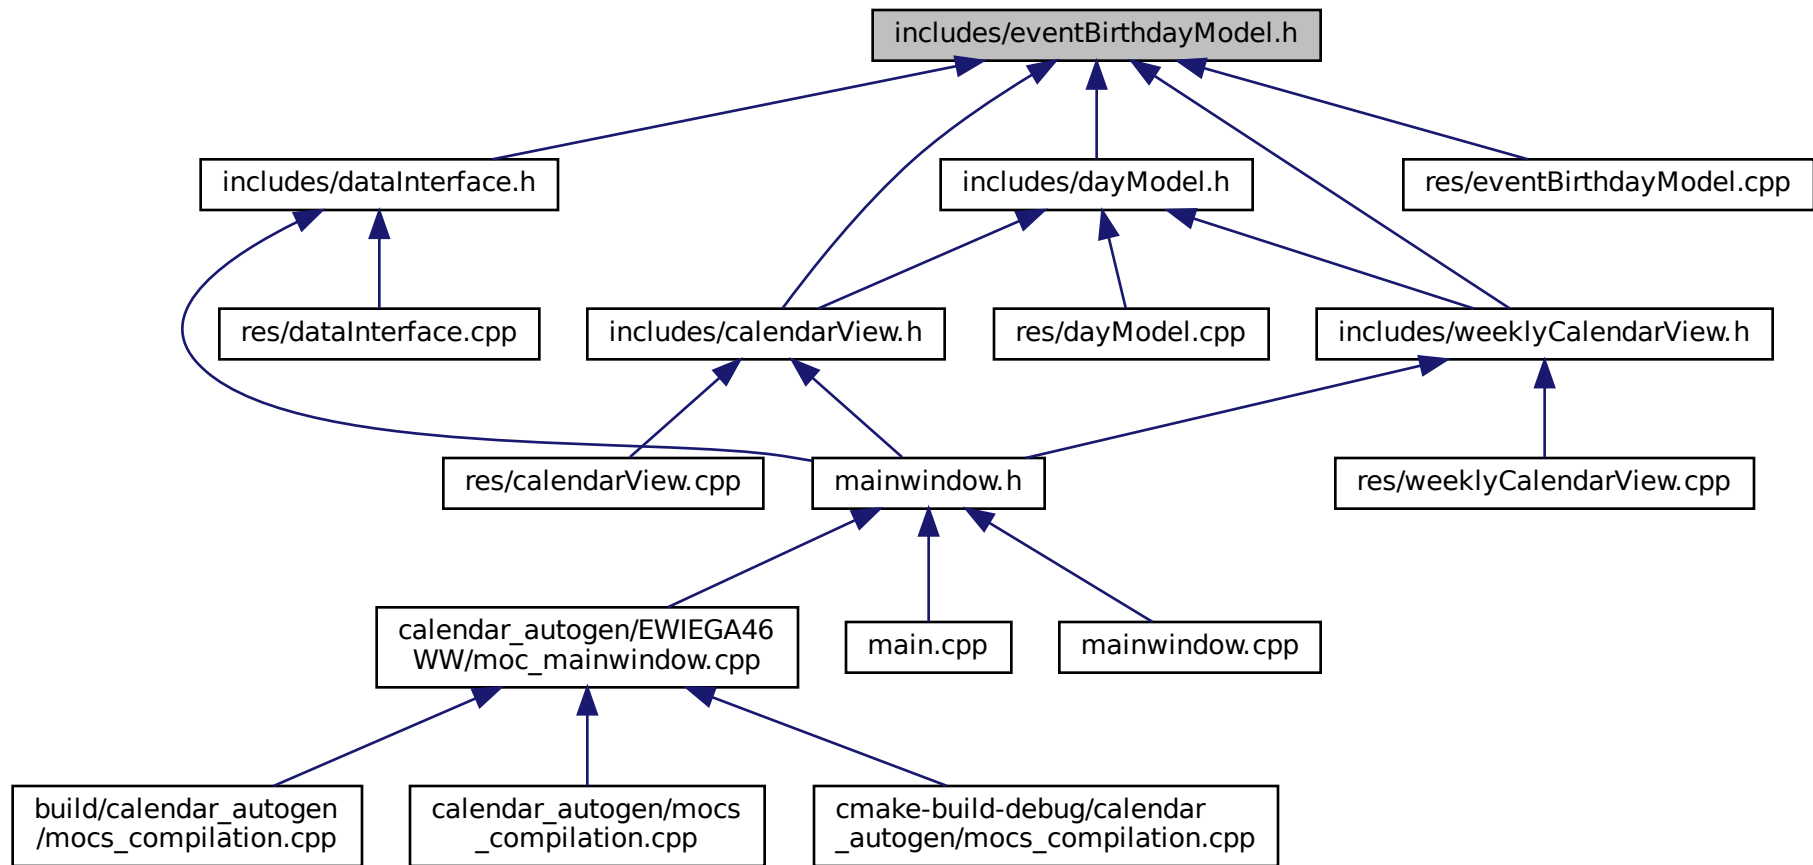 includes/eventBirthdayModel.h
includes/dataInterface.h
includes/dayModel.h
res/eventBirthdayModel.cpp
res/dataInterface.cpp
includes/calendarView.h
res/dayModel.cpp
includes/weeklyCalendarView.h
res/calendarView.cpp
mainwindow.h
res/weeklyCalendarView.cpp
calendar_autogen/EWIEGA46
WW/moc_mainwindow.cpp
main.cpp
mainwindow.cpp
build/calendar_autogen
/mocs_compilation.cpp
calendar_autogen/mocs
_compilation.cpp
cmake-build-debug/calendar
_autogen/mocs_compilation.cpp